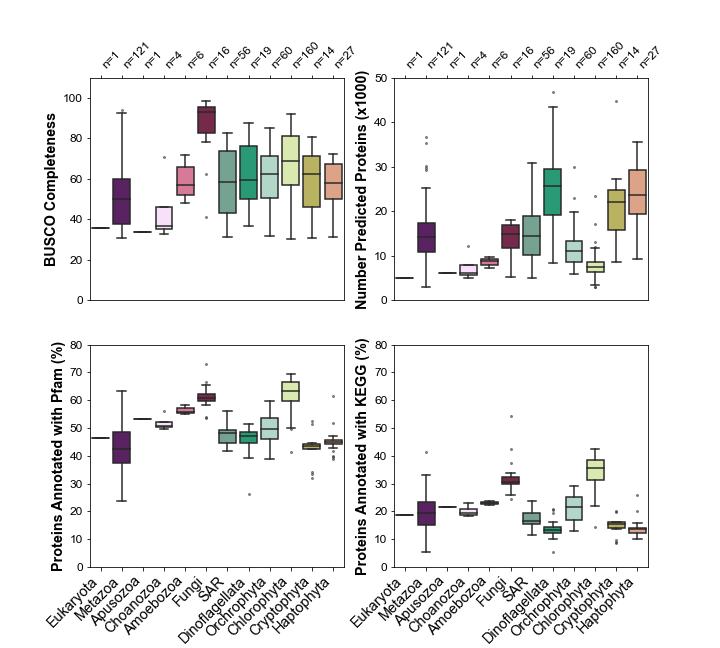 n=1 n=121 n=1 n=4 n=6 n=16 n=56 n=19 n=60 n=160 n=14 n=27
n=1 n=121 n=1 n=4 n=6 n=16 n=56 n=19 n=60 n=160 n=14 n=27
BUSCO Completeness
100
80
60
40
20
0
Number Predicted Proteins (x1000)
50
40
30
20
10
0
Proteins Annotated with Pfam (%)
80
70
60
50
40
30
20
10
0
Eukaryota
Metazoa
Apusozoa
Choanozoa
Amoebozoa
Fungi
SAR
Dinoflagellata
Orchrophyta
Chlorophyta
Cryptophyta
Haptophyta
Proteins Annotated with KEGG (%)
80
70
60
50
40
30
20
10
0
Eukaryota
Metazoa
Apusozoa
Choanozoa
Amoebozoa
Fungi
SAR
Dinoflagellata
Orchrophyta
Chlorophyta
Cryptophyta
Haptophyta